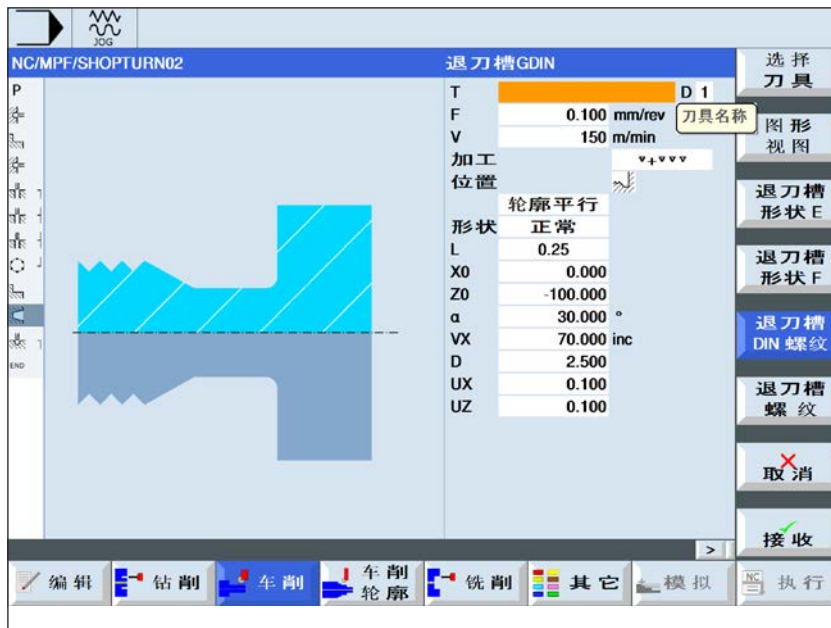 JOG
NC/MPF/SHOPTURN02
退刀槽GDIN
P
END
T
D 1
刀具名称
F 0.100 mm/rev
V 150 m/min
加工 ▿+▿▿▿
位置
轮廓平行
形状 正常
L 0.25
X0 0.000
Z0 -100.000
α 30.000 °
VX 70.000 inc
D 2.500
UX 0.100
UZ 0.100
选择
刀具
图形
视图
退刀槽
形状 E
退刀槽
形状 F
退刀槽
DIN 螺纹
退刀槽
螺纹
取消
接收
>
编辑
钻削
车削
车削
轮廓
铣削
其它
模拟
NC
执行